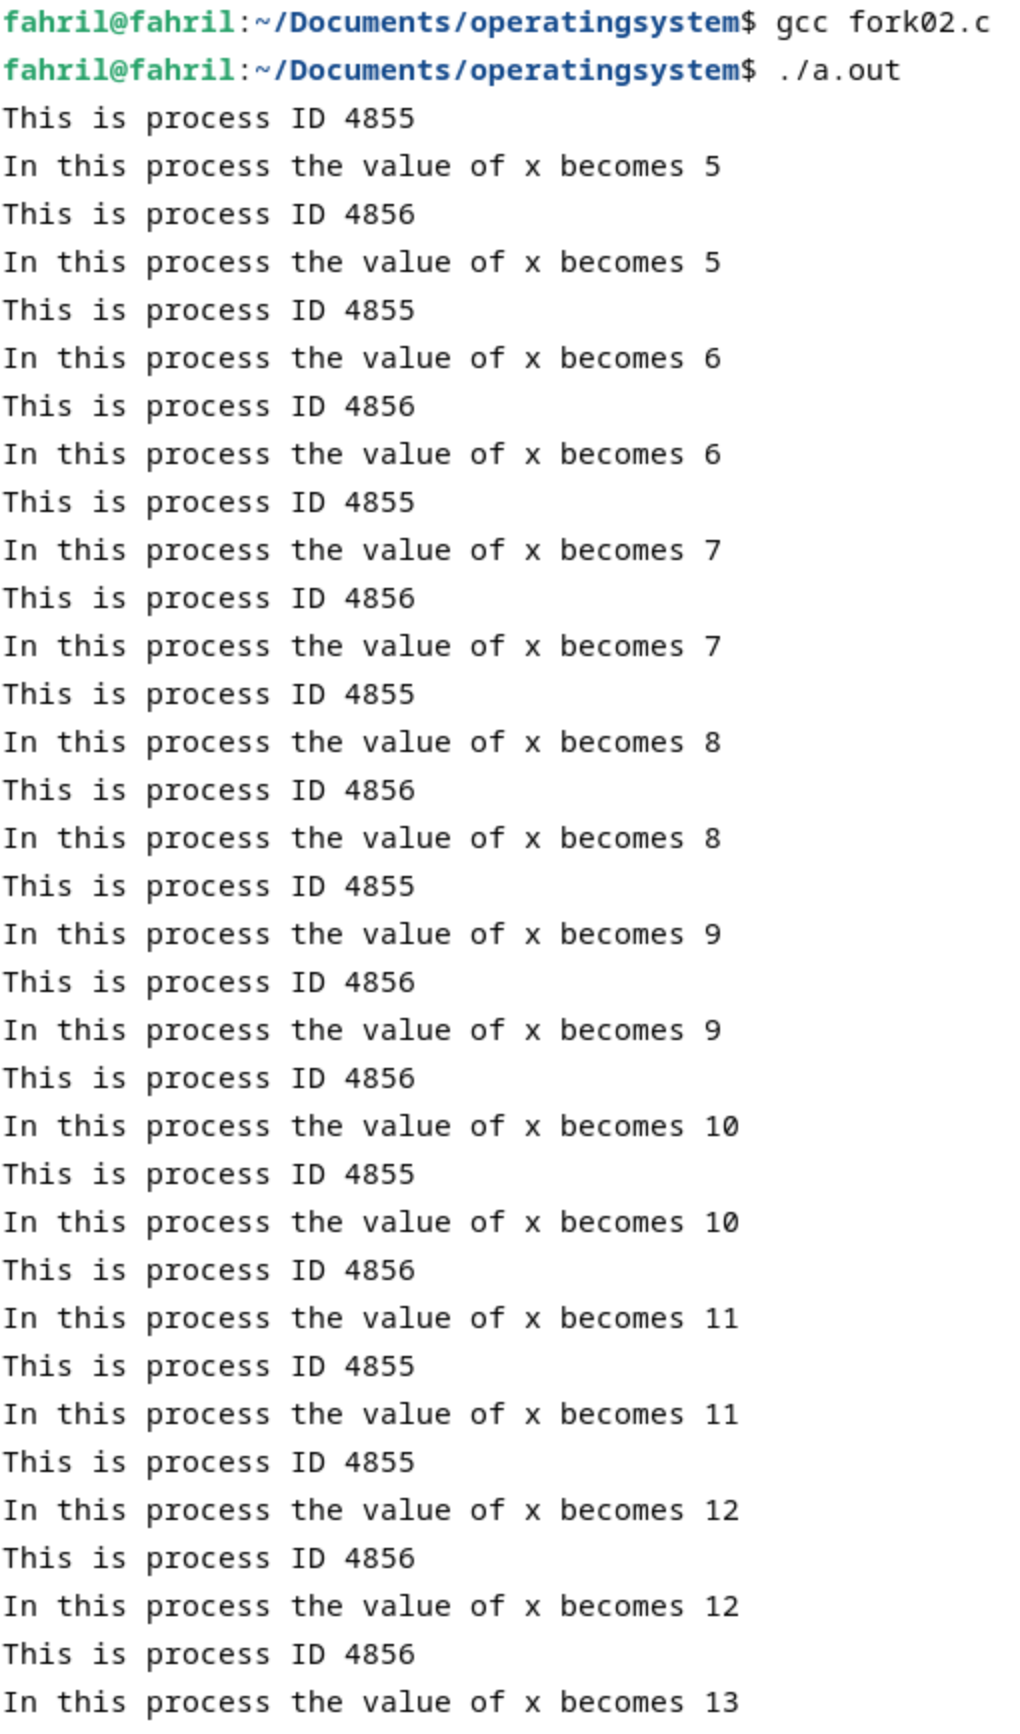 fahril@fahril:~/Documents/operatingsystem$ gcc fork02.c
fahril@fahril:~/Documents/operatingsystem$ ./a.out
This is process ID 4855
In this process the value of x becomes 5
This is process ID 4856
In this process the value of x becomes 5
This is process ID 4855
In this process the value of x becomes 6
This is process ID 4856
In this process the value of x becomes 6
This is process ID 4855
In this process the value of x becomes 7
This is process ID 4856
In this process the value of x becomes 7
This is process ID 4855
In this process the value of x becomes 8
This is process ID 4856
In this process the value of x becomes 8
This is process ID 4855
In this process the value of x becomes 9
This is process ID 4856
In this process the value of x becomes 9
This is process ID 4856
In this process the value of x becomes 10
This is process ID 4855
In this process the value of x becomes 10
This is process ID 4856
In this process the value of x becomes 11
This is process ID 4855
In this process the value of x becomes 11
This is process ID 4855
In this process the value of x becomes 12
This is process ID 4856
In this process the value of x becomes 12
This is process ID 4856
In this process the value of x becomes 13